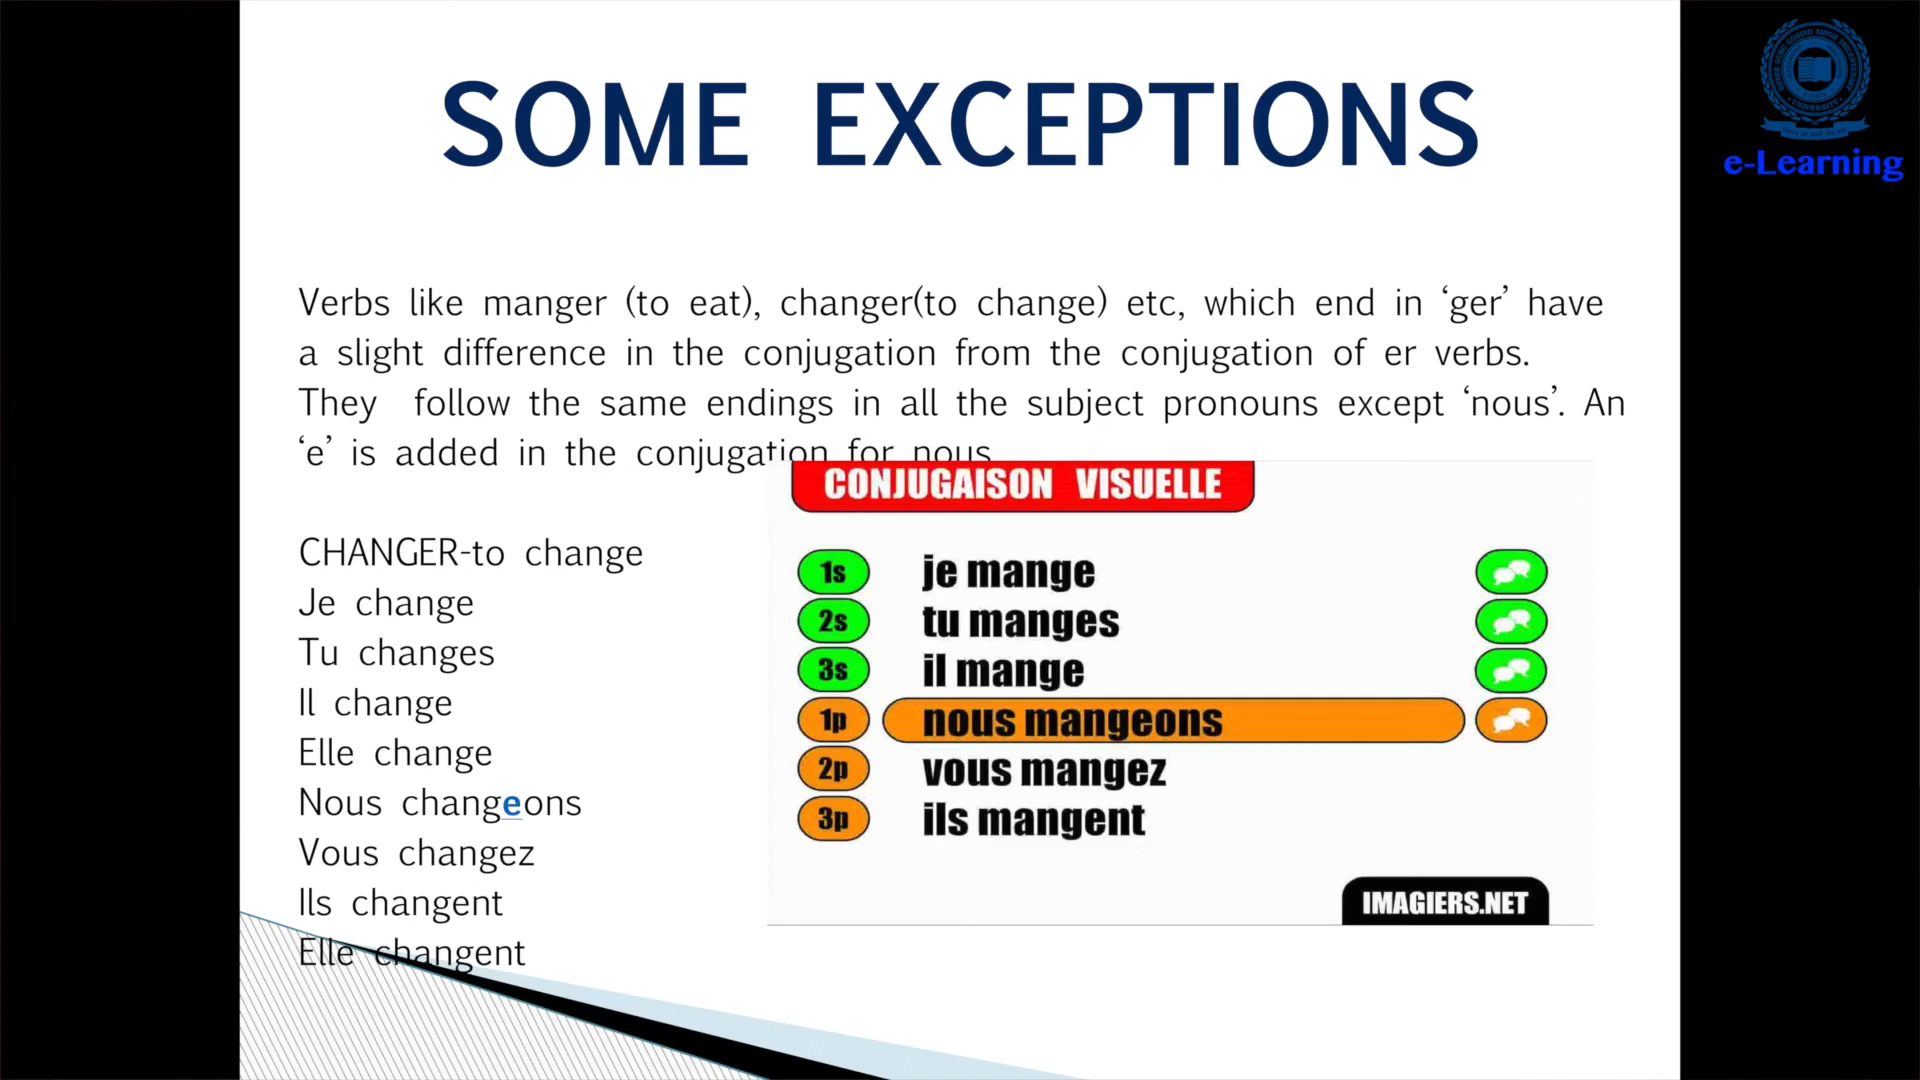 SOME EXCEPTIONS
e-Learning
Verbs like manger (to eat), changer(to change) etc, which end in ‘ger’ have
a slight difference in the conjugation from the conjugation of er verbs.
They follow the same endings in all the subject pronouns except ‘nous’. An
‘e’ is added in the conjugation for nous
CHANGER-to change
Je change
Tu changes
Il change
Elle change
Nous changeons
Vous changez
Ils changent
Elle changent
CONJUGAISON VISUELLE
1s je mange
2s tu manges
3s il mange
1p nous mangeons
2p vous mangez
3p ils mangent
IMAGIERS.NET